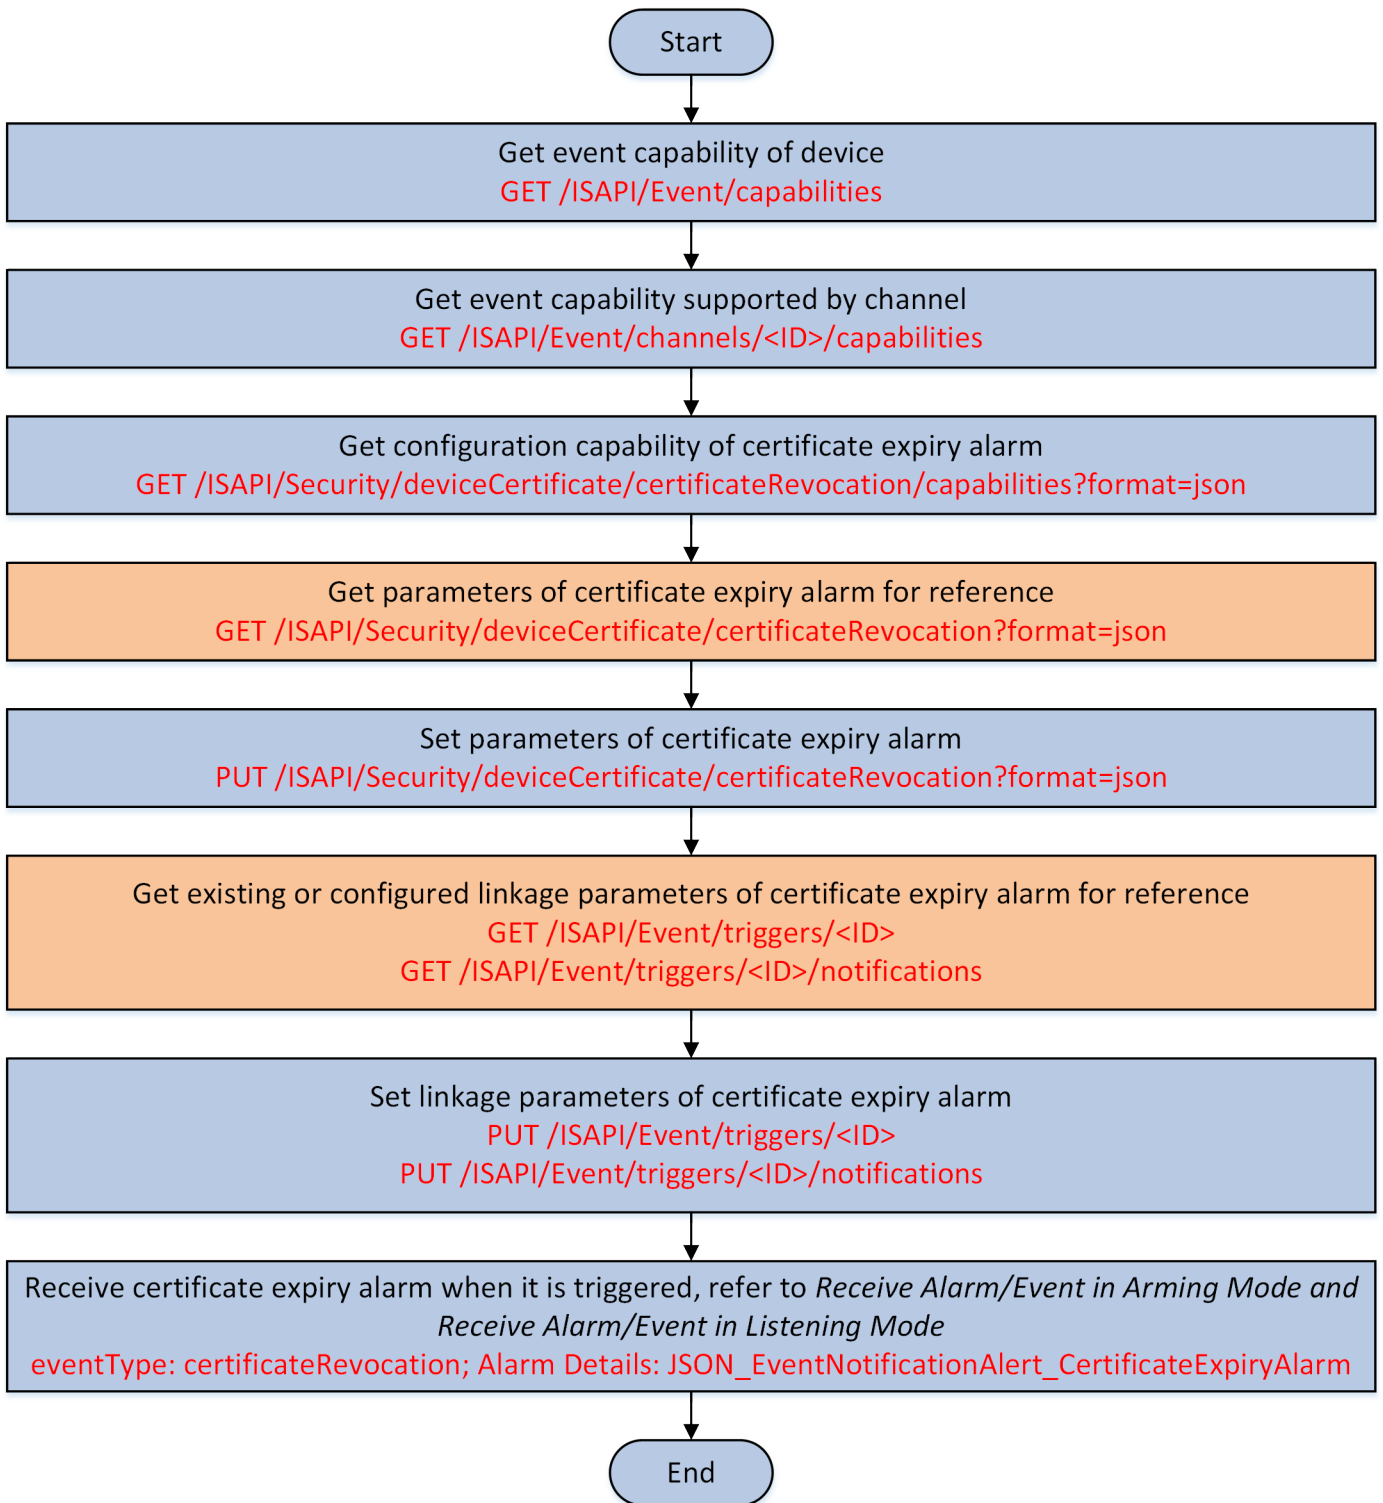 Start
Get event capability of device
GET /ISAPI/Event/capabilities
Get event capability supported by channel
GET /ISAPI/Event/channels/<ID>/capabilities
Get configuration capability of certificate expiry alarm
GET /ISAPI/Security/deviceCertificate/certificateRevocation/capabilities?format=json
Get parameters of certificate expiry alarm for reference
GET /ISAPI/Security/deviceCertificate/certificateRevocation?format=json
Set parameters of certificate expiry alarm
PUT /ISAPI/Security/deviceCertificate/certificateRevocation?format=json
Get existing or configured linkage parameters of certificate expiry alarm for reference
GET /ISAPI/Event/triggers/<ID>
GET /ISAPI/Event/triggers/<ID>/notifications
Set linkage parameters of certificate expiry alarm
PUT /ISAPI/Event/triggers/<ID>
PUT /ISAPI/Event/triggers/<ID>/notifications
Receive certificate expiry alarm when it is triggered, refer to Receive Alarm/Event in Arming Mode and
Receive Alarm/Event in Listening Mode
eventType: certificateRevocation; Alarm Details: JSON_EventNotificationAlert_CertificateExpiryAlarm
End